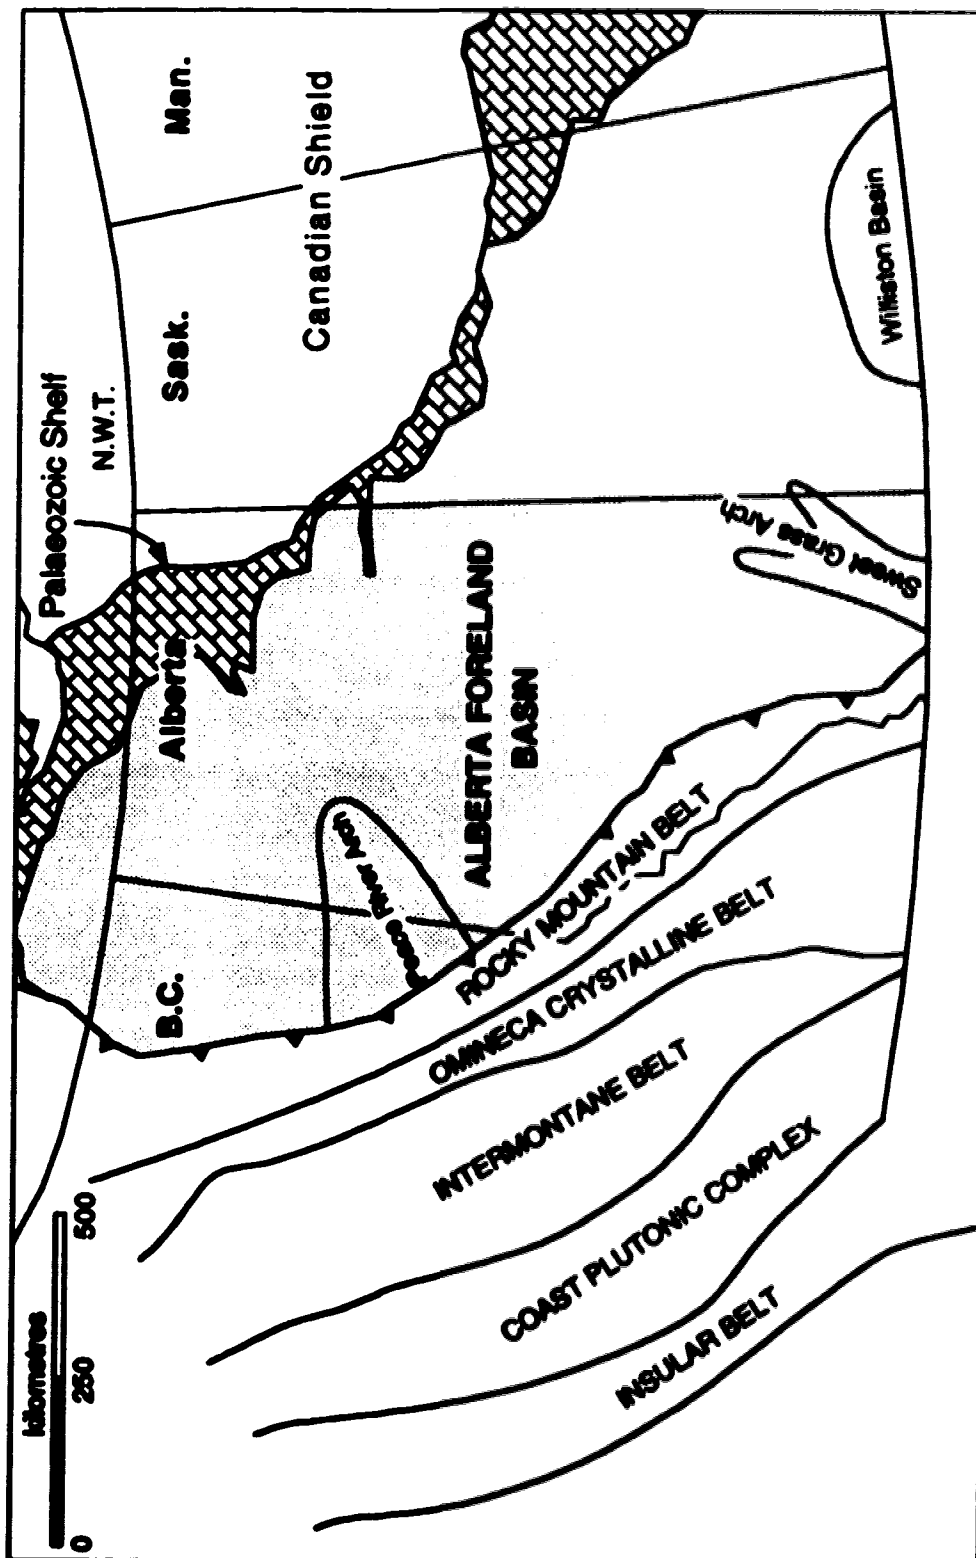 kilometres
0 250 500
Palaeozoic Shelf
N.W.T.
B.C.
Alberta
Sask.
Man.
Canadian Shield
Peace River Arch
ALBERTA FORELAND
BASIN
ROCKY MOUNTAIN BELT
OMINECA CRYSTALLINE BELT
INTERMONTANE BELT
COAST PLUTONIC COMPLEX
INSULAR BELT
Sweet Grass Arch
Williston Basin